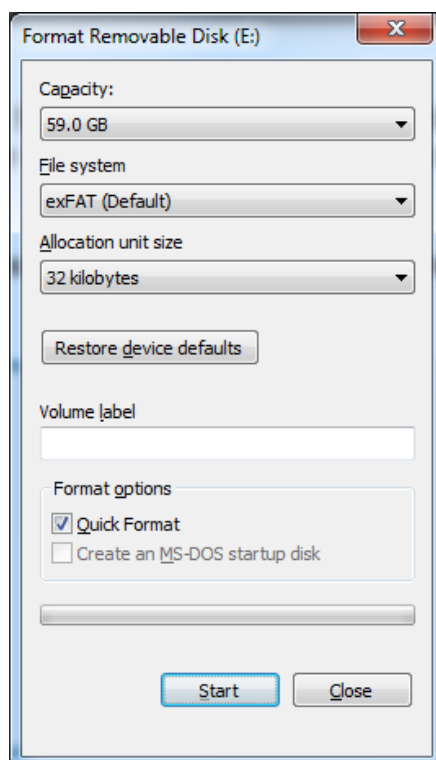 Format Removable Disk (E:)
Capacity:
59.0 GB
File system
exFAT (Default)
Allocation unit size
32 kilobytes
Restore device defaults
Volume label
Format options
Quick Format
Create an MS-DOS startup disk
Start
Close